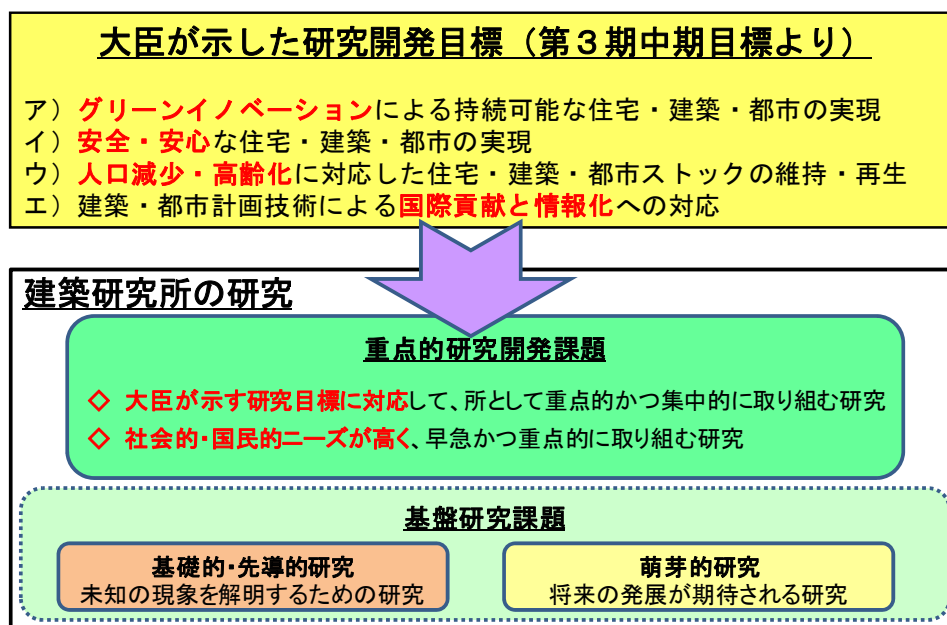 大臣が示した研究開発目標（第３期中期目標より）
ア）グリーンイノベーションによる持続可能な住宅・建築・都市の実現
イ）安全・安心な住宅・建築・都市の実現
ウ）人口減少・高齢化に対応した住宅・建築・都市ストックの維持・再生
エ）建築・都市計画技術による国際貢献と情報化への対応
建築研究所の研究
重点的研究開発課題
◇ 大臣が示す研究目標に対応して、所として重点的かつ集中的に取り組む研究
◇ 社会的・国民的ニーズが高く、早急かつ重点的に取り組む研究
基盤研究課題
基礎的・先導的研究
未知の現象を解明するための研究
萌芽的研究
将来の発展が期待される研究